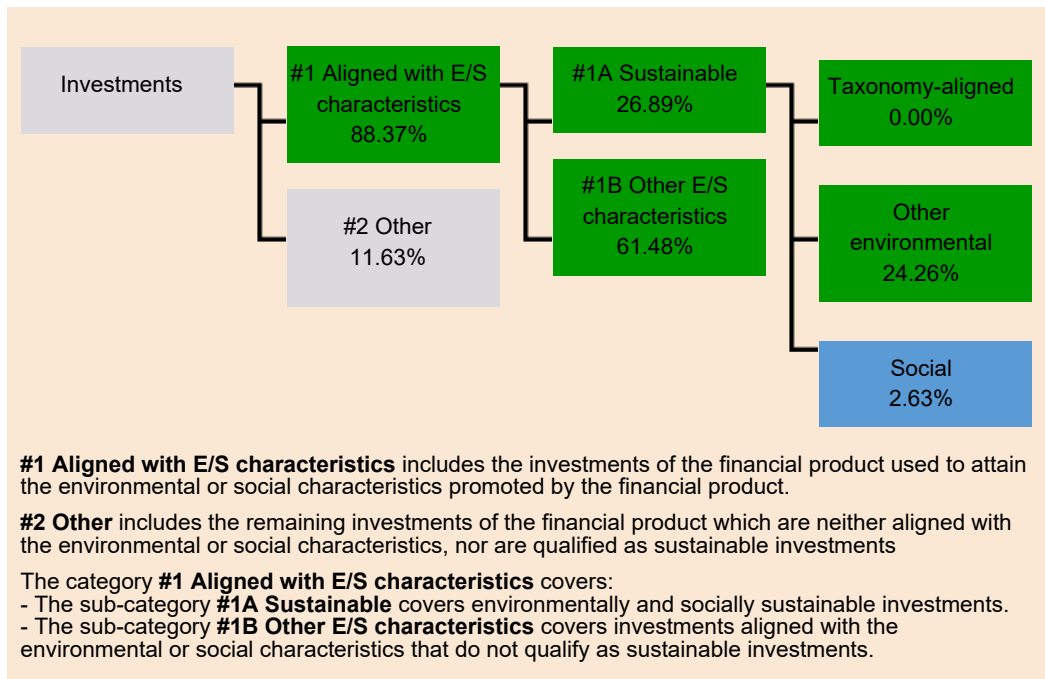 Investments
#1 Aligned with E/S
characteristics
88.37%
#2 Other
11.63%
#1A Sustainable
26.89%
#1B Other E/S
characteristics
61.48%
Taxonomy-aligned
0.00%
Other
environmental
24.26%
Social
2.63%
#1 Aligned with E/S characteristics includes the investments of the financial product used to attain
the environmental or social characteristics promoted by the financial product.
#2 Other includes the remaining investments of the financial product which are neither aligned with
the environmental or social characteristics, nor are qualified as sustainable investments
The category #1 Aligned with E/S characteristics covers:
- The sub-category #1A Sustainable covers environmentally and socially sustainable investments.
- The sub-category #1B Other E/S characteristics covers investments aligned with the
environmental or social characteristics that do not qualify as sustainable investments.